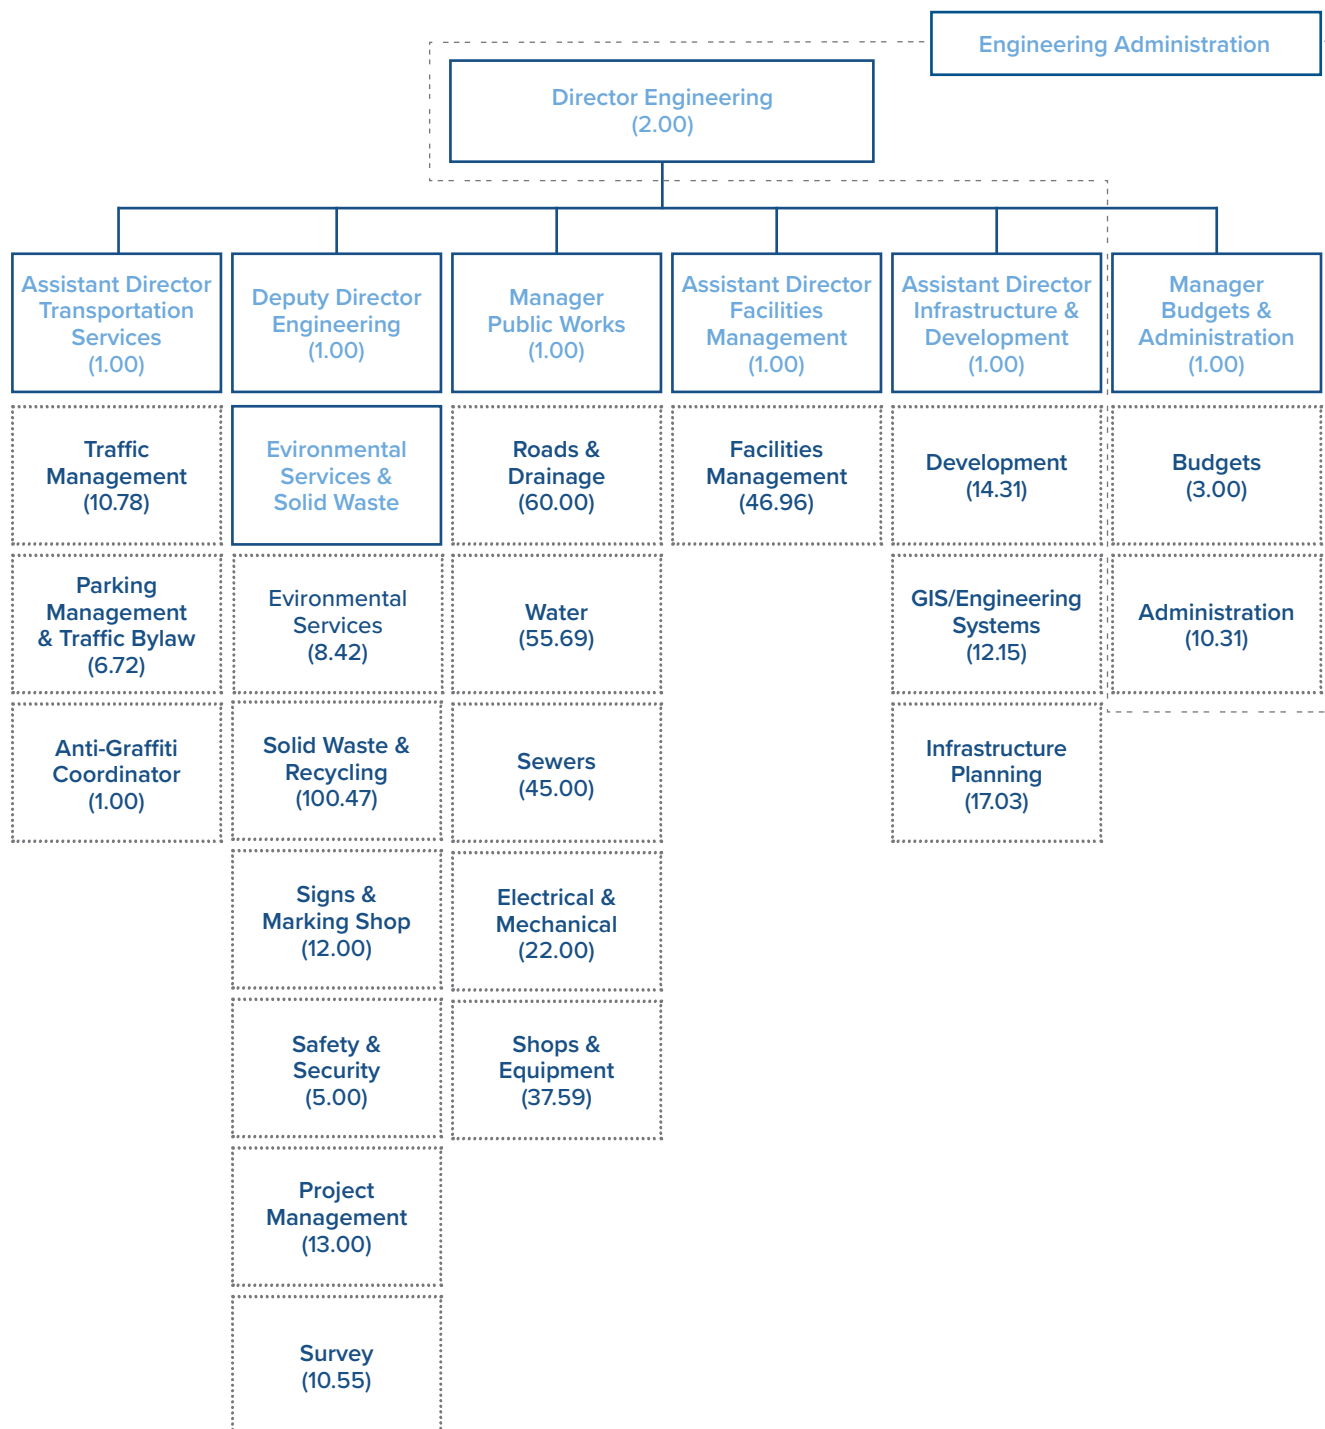 Engineering Administration
Director Engineering
(2.00)
Assistant Director
Transportation
Services
(1.00)
Deputy Director
Engineering
(1.00)
Manager
Public Works
(1.00)
Assistant Director
Facilities
Management
(1.00)
Assistant Director
Infrastructure &
Development
(1.00)
Manager
Budgets &
Administration
(1.00)
Traffic
Management
(10.78)
Parking
Management
& Traffic Bylaw
(6.72)
Anti-Graffiti
Coordinator
(1.00)
Evironmental
Services &
Solid Waste
Evironmental
Services
(8.42)
Solid Waste &
Recycling
(100.47)
Signs &
Marking Shop
(12.00)
Safety &
Security
(5.00)
Project
Management
(13.00)
Survey
(10.55)
Roads &
Drainage
(60.00)
Water
(55.69)
Sewers
(45.00)
Electrical &
Mechanical
(22.00)
Shops &
Equipment
(37.59)
Facilities
Management
(46.96)
Development
(14.31)
GIS/Engineering
Systems
(12.15)
Infrastructure
Planning
(17.03)
Budgets
(3.00)
Administration
(10.31)